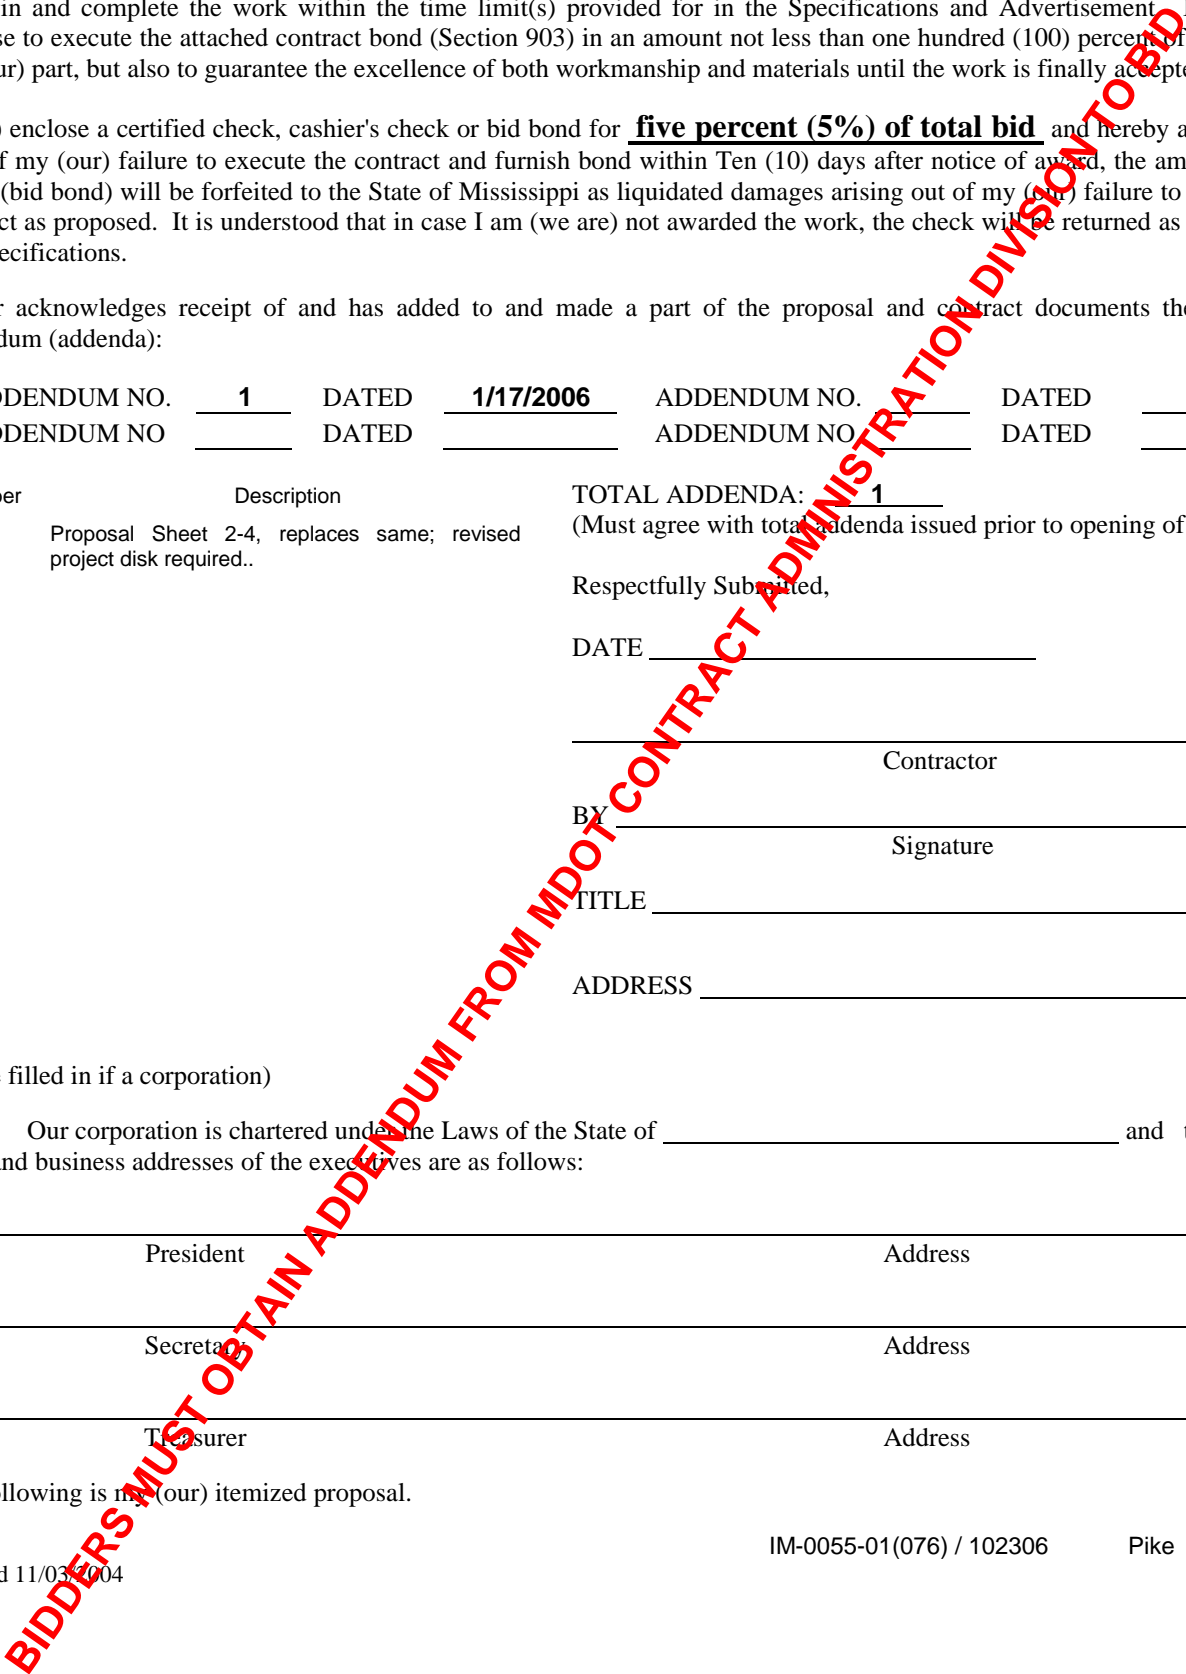 in and complete the work within the time limit(s) provided for in the Specifications and Advertisement.
se to execute the attached contract bond (Section 903) in an amount not less than one hundred (100) percent of
ur) part, but also to guarantee the excellence of both workmanship and materials until the work is finally accepte
) enclose a certified check, cashier's check or bid bond for five percent (5%) of total bid and hereby a
f my (our) failure to execute the contract and furnish bond within Ten (10) days after notice of award, the am
(bid bond) will be forfeited to the State of Mississippi as liquidated damages arising out of my (our) failure to
ct as proposed. It is understood that in case I am (we are) not awarded the work, the check will be returned as
ecifications.
r acknowledges receipt of and has added to and made a part of the proposal and contract documents the
dum (addenda):
DDENDUM NO. 1 DATED 1/17/2006 ADDENDUM NO. DATED
DDENDUM NO DATED ADDENDUM NO DATED
ber Description
Proposal Sheet 2-4, replaces same; revised
project disk required..
TOTAL ADDENDA: 1
(Must agree with total addenda issued prior to opening of
Respectfully Submitted,
DATE
Contractor
BY
Signature
TITLE
ADDRESS
filled in if a corporation)
Our corporation is chartered under the Laws of the State of and t
and business addresses of the executives are as follows:
President Address
Secretary Address
Treasurer Address
llowing is my (our) itemized proposal.
IM-0055-01(076) / 102306 Pike
d 11/03/2004
BIDDERS MUST OBTAIN ADDENDUM FROM MDOT CONTRACT ADMINISTRATION DIVISION TO BID